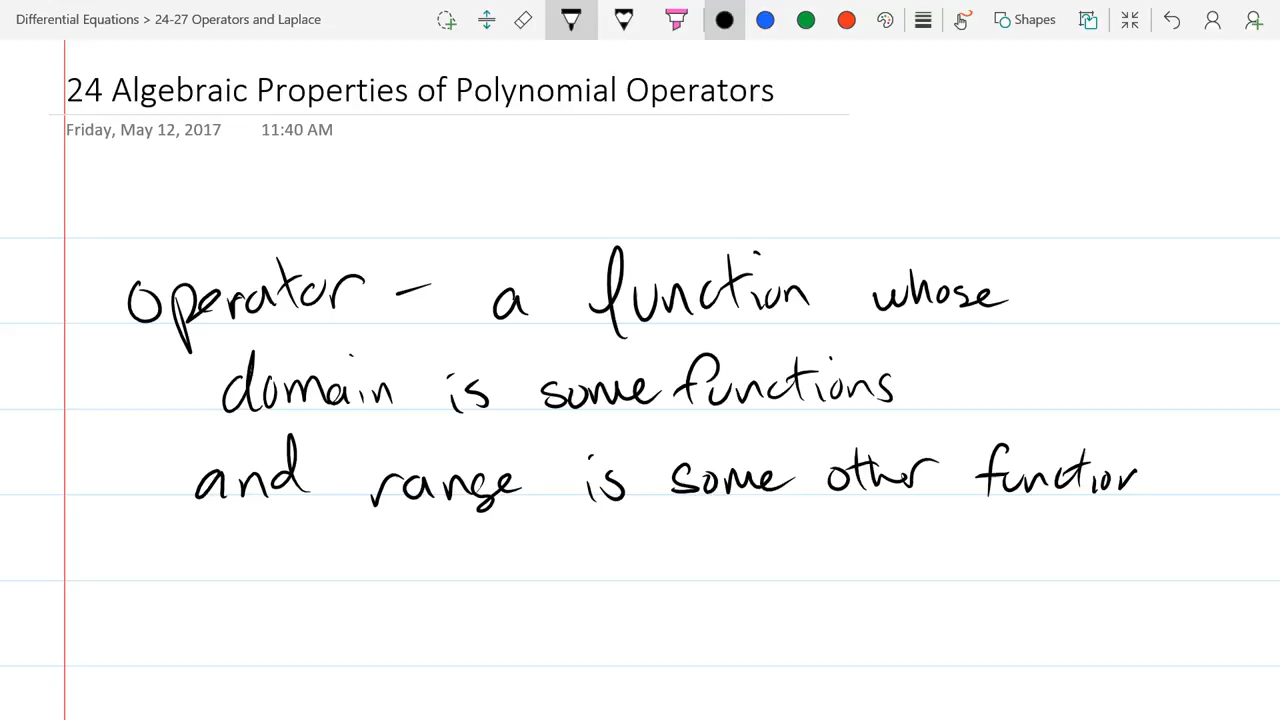 Differential Equations > 24-27 Operators and Laplace
Shapes
24 Algebraic Properties of Polynomial Operators
Friday, May 12, 2017 11:40 AM
operator - a function whose
domain is some functions
and range is some other function